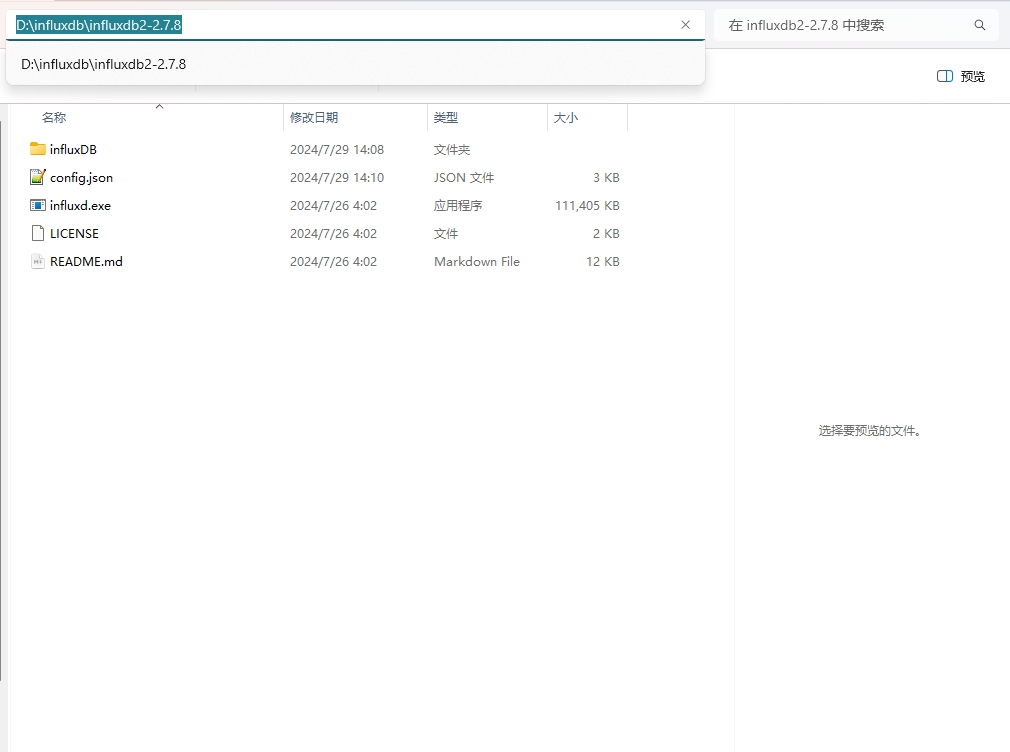 D:\influxdb\influxdb2-2.7.8
在 influxdb2-2.7.8 中搜索
D:\influxdb\influxdb2-2.7.8
预览
名称 修改日期 类型 大小
influxDB 2024/7/29 14:08 文件夹
config.json 2024/7/29 14:10 JSON 文件 3 KB
influxd.exe 2024/7/26 4:02 应用程序 111,405 KB
LICENSE 2024/7/26 4:02 文件 2 KB
README.md 2024/7/26 4:02 Markdown File 12 KB
选择要预览的文件。